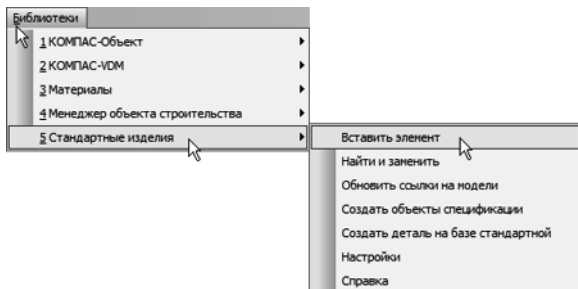 Библиотеки
1 КОМПАС-Объект
2 КОМПАС-VDM
3 Материалы
4 Менеджер объекта строительства
5 Стандартные изделия
Вставить элемент
Найти и заменить
Обновить ссылки на модели
Создать объекты спецификации
Создать деталь на базе стандартной
Настройки
Справка